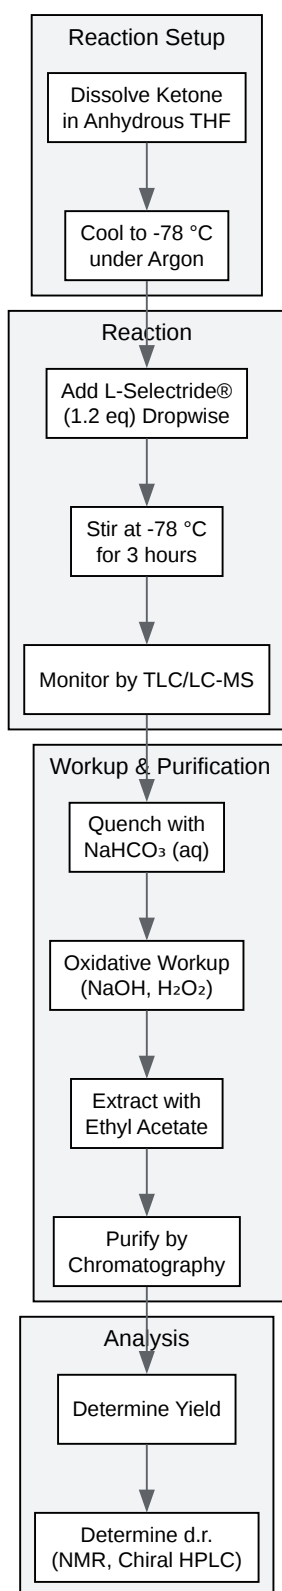 Reaction Setup
Dissolve Ketone
in Anhydrous THF
Cool to -78 °C
under Argon
Reaction
Add L-Selectride®
(1.2 eq) Dropwise
Stir at -78 °C
for 3 hours
Monitor by TLC/LC-MS
Workup & Purification
Quench with
NaHCO₃ (aq)
Oxidative Workup
(NaOH, H₂O₂)
Extract with
Ethyl Acetate
Purify by
Chromatography
Analysis
Determine Yield
Determine d.r.
(NMR, Chiral HPLC)